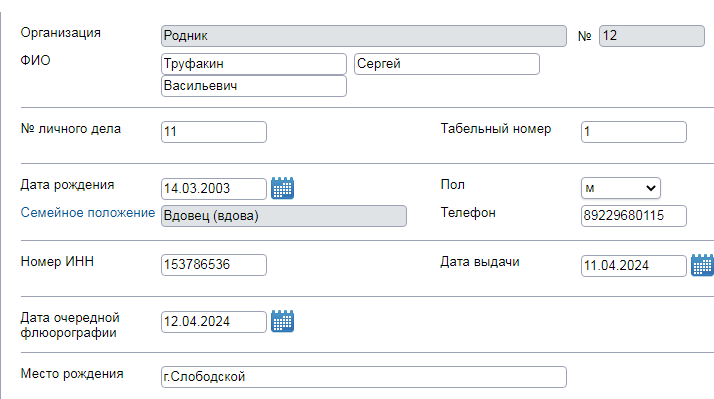 Организация Родник № 12
ФИО Труфакин Сергей
Васильевич
№ личного дела 11 Табельный номер 1
Дата рождения 14.03.2003 Пол м
Семейное положение Вдовец (вдова) Телефон 89229680115
Номер ИНН 153786536 Дата выдачи 11.04.2024
Дата очередной
флюорографии 12.04.2024
Место рождения г.Слободской